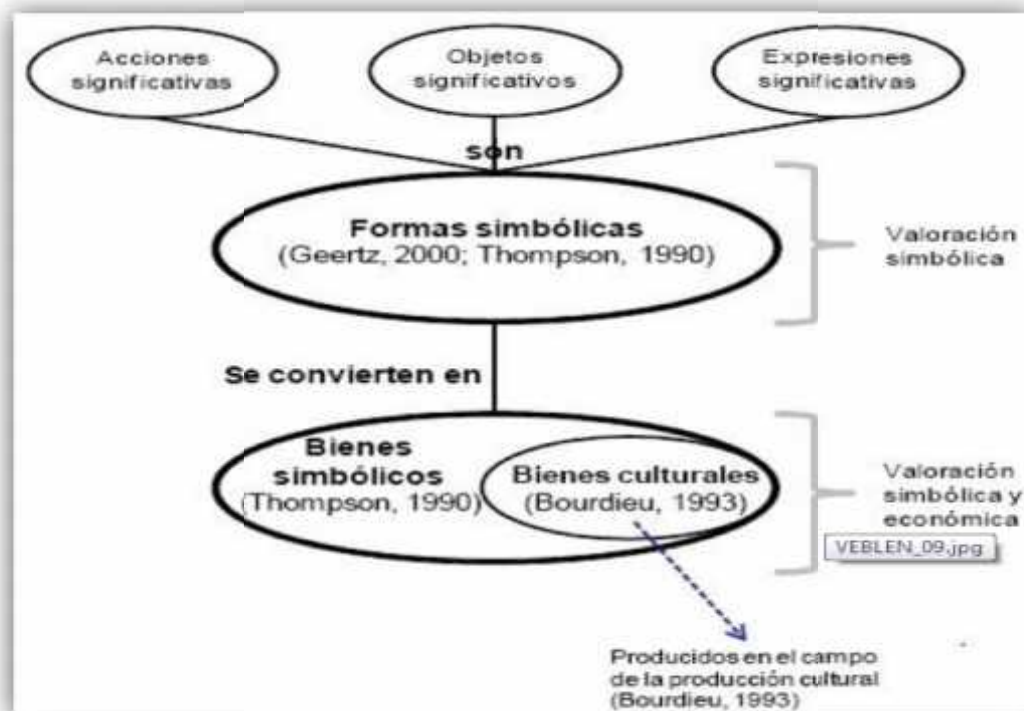 Acciones
significativas
Objetos
significativos
Expresiones
significativas
son
Formas simbólicas
(Geertz, 2000; Thompson, 1990)
Valoración
simbólica
Se convierten en
Bienes
simbólicos
(Thompson, 1990)
Bienes culturales
(Bourdieu, 1993)
Valoración
simbólica y
económica
VEBLEN_09.jpg
Producidos en el campo
de la producción cultural
(Bourdieu, 1993)